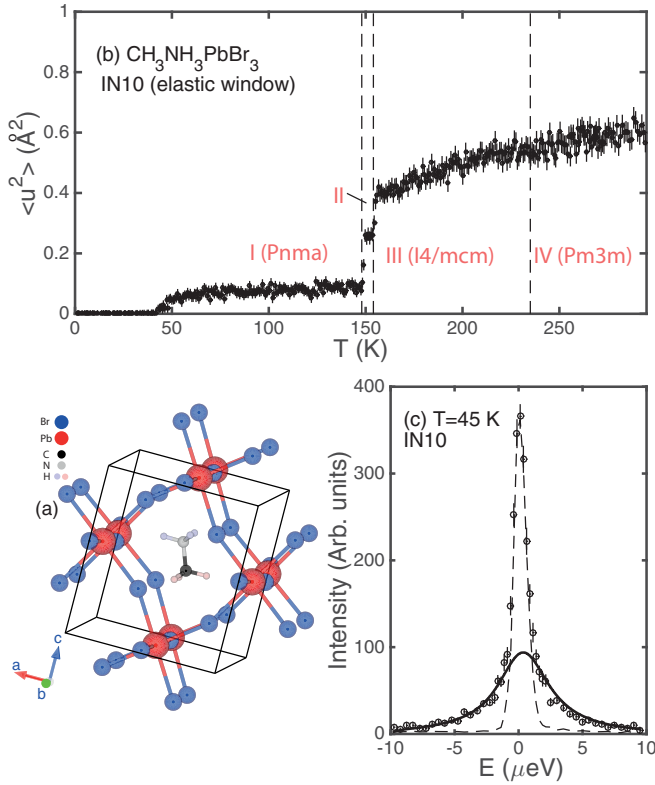 (b) CH3NH3PbBr3
IN10 (elastic window)
<u²> (Å²)
1
0.8
0.6
0.4
0.2
0
II
I (Pnma)
III (I4/mcm)
IV (Pm3m)
0 50 100 150 200 250
T (K)
Br
Pb
C
N
H
(a)
a
b
c
(c) T=45 K
IN10
Intensity (Arb. units)
400
300
200
100
0
-10 -5 0 5 10
E (μeV)